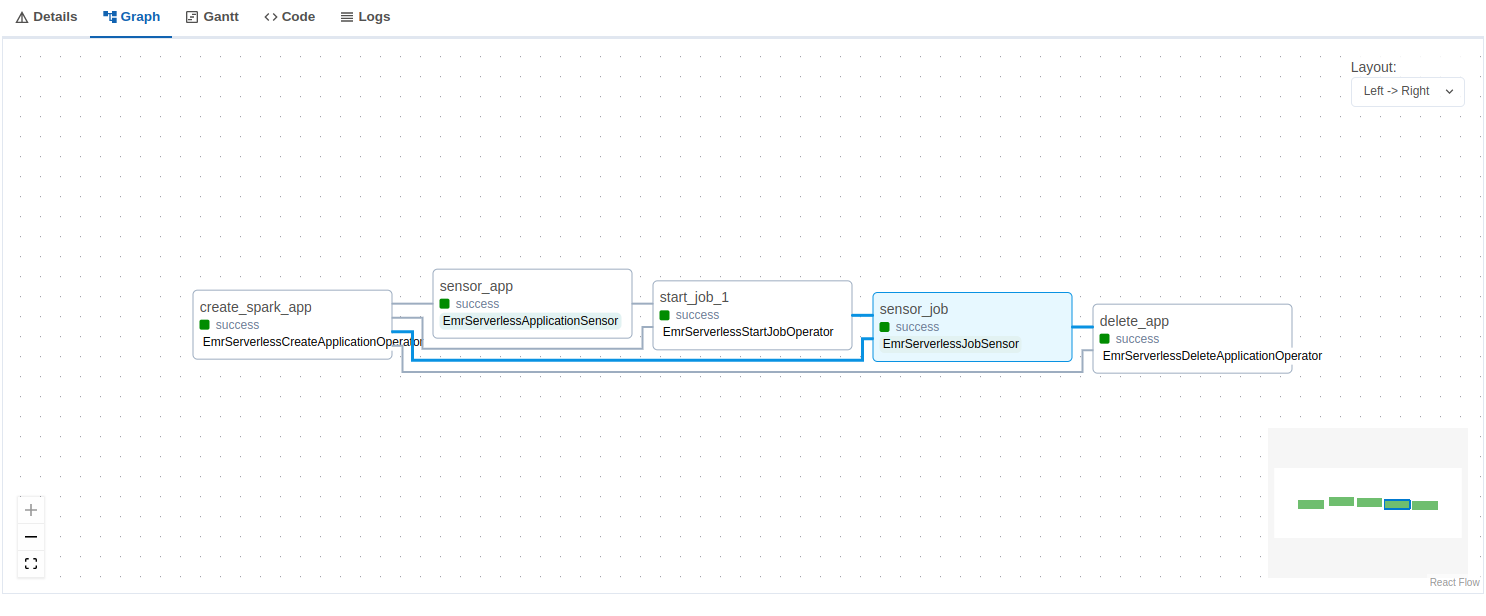 Details Graph Gantt Code Logs
Layout:
Left -> Right
create_spark_app
success
EmrServerlessCreateApplicationOperator
sensor_app
success
EmrServerlessApplicationSensor
start_job_1
success
EmrServerlessStartJobOperator
sensor_job
success
EmrServerlessJobSensor
delete_app
success
EmrServerlessDeleteApplicationOperator
React Flow